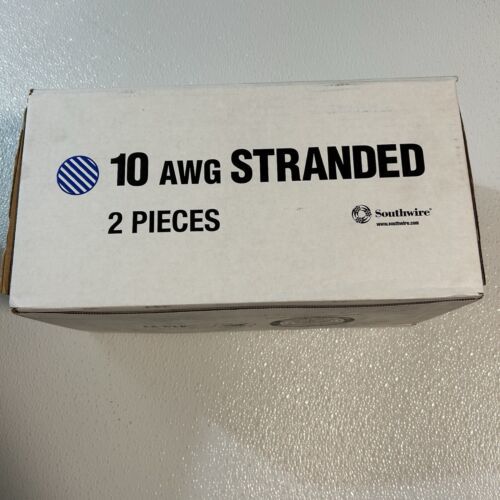 10 AWG STRANDED
2 PIECES
Southwire®
www.southwire.com